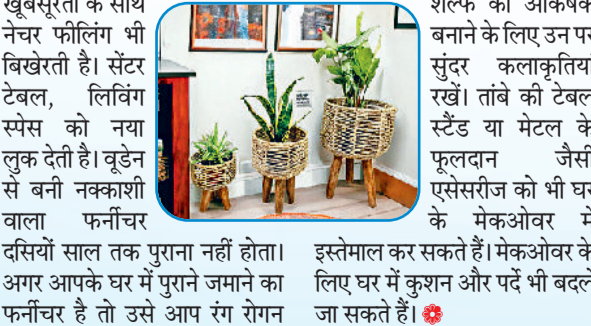 खूबसूरती के साथ
नेचर फीलिंग भी
बिखेरती है। सेंटर
टेबल, लिविंग
स्पेस को नया
लुक देती है। वूडेन
से बनी नक्काशी
वाला फर्नीचर
दसियों साल तक पुराना नहीं होता।
अगर आपके घर में पुराने जमाने का
फर्नीचर है तो उसे आप रंग रोगन
शेल्फ को आकर्षक
बनाने के लिए उन पर
सुंदर कलाकृतियां
रखें। तांबे की टेबल
स्टैंड या मेटल के
फूलदान जैसी
एसेसरीज को भी घर
के मेकओवर में
इस्तेमाल कर सकते हैं। मेकओवर के
लिए घर में कुशन और पर्दे भी बदले
जा सकते हैं।